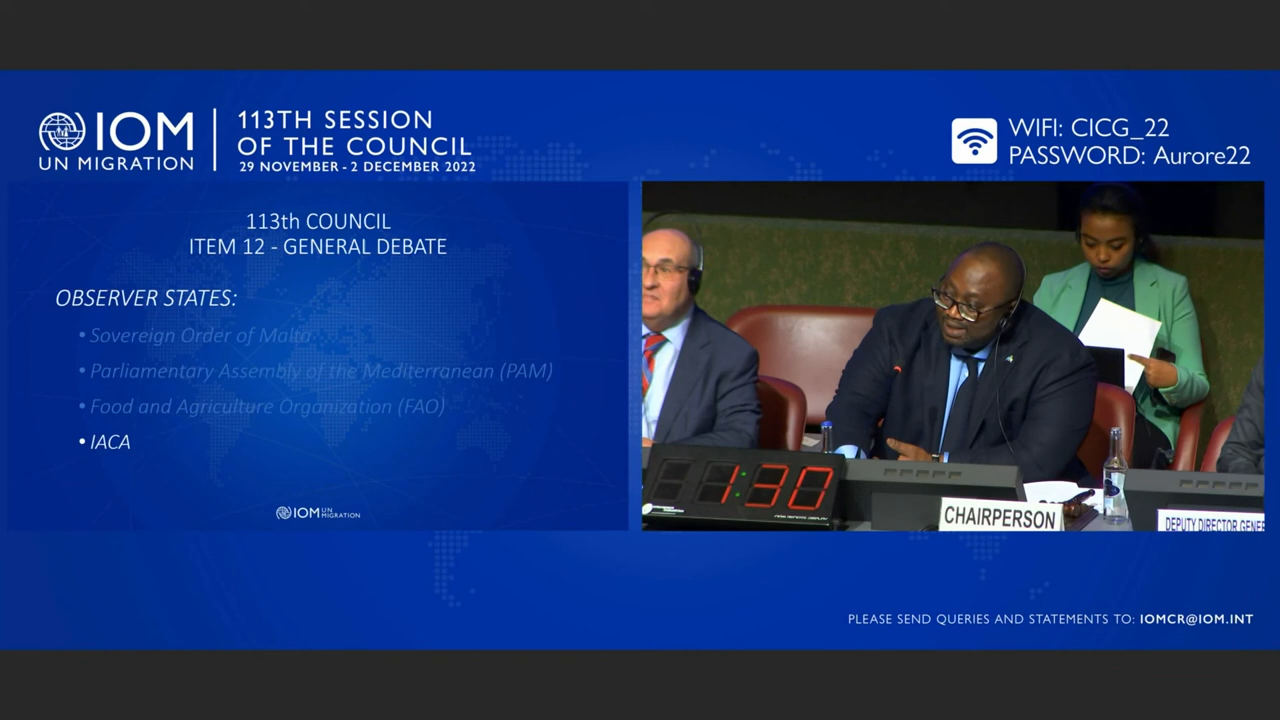 IOM
UN MIGRATION
113TH SESSION
OF THE COUNCIL
29 NOVEMBER - 2 DECEMBER 2022
WIFI: CICG_22
PASSWORD: Aurore22
113th COUNCIL
ITEM 12 - GENERAL DEBATE
OBSERVER STATES:
• Sovereign Order of Malta
• Parliamentary Assembly of the Mediterranean (PAM)
• Food and Agriculture Organization (FAO)
• IACA
IOM UN
MIGRATION
1:30
CHAIRPERSON
DEPUTY DIRECTOR GENE
PLEASE SEND QUERIES AND STATEMENTS TO: IOMCR@IOM.INT